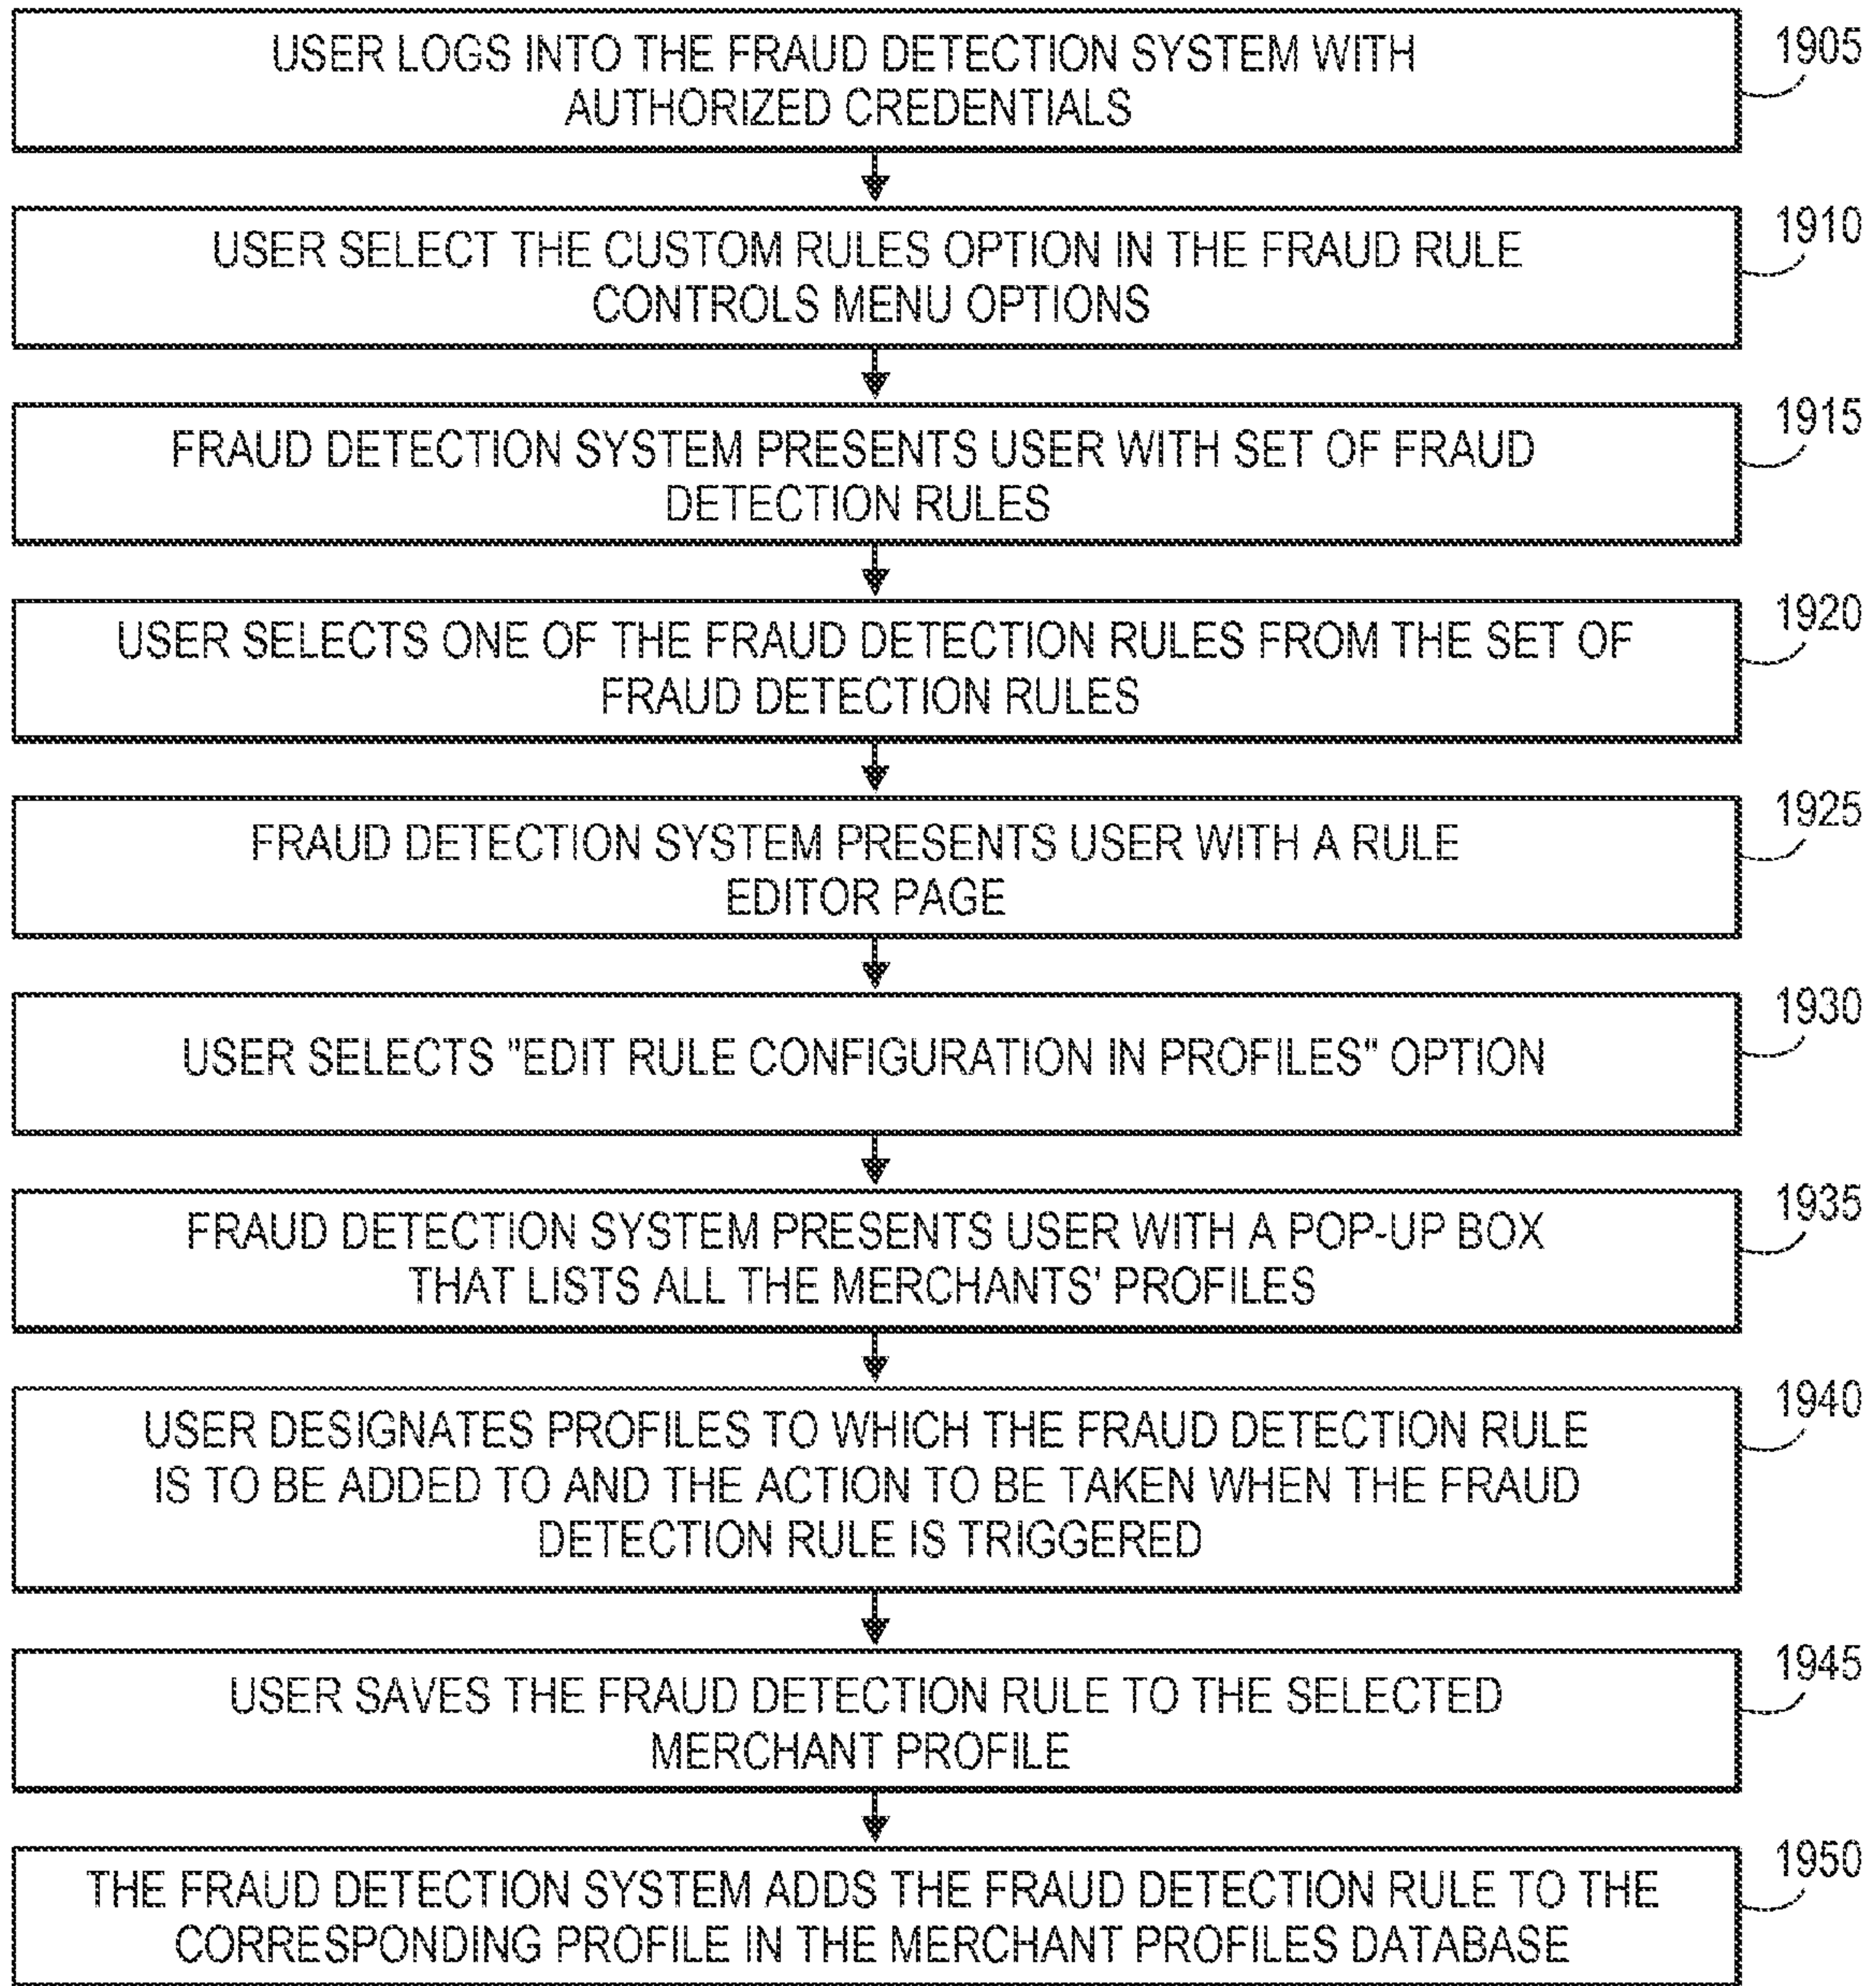 USER LOGS INTO THE FRAUD DETECTION SYSTEM WITH
AUTHORIZED CREDENTIALS
1905
USER SELECT THE CUSTOM RULES OPTION IN THE FRAUD RULE
CONTROLS MENU OPTIONS
1910
FRAUD DETECTION SYSTEM PRESENTS USER WITH SET OF FRAUD
DETECTION RULES
1915
USER SELECTS ONE OF THE FRAUD DETECTION RULES FROM THE SET OF
FRAUD DETECTION RULES
1920
FRAUD DETECTION SYSTEM PRESENTS USER WITH A RULE
EDITOR PAGE
1925
USER SELECTS "EDIT RULE CONFIGURATION IN PROFILES" OPTION
1930
FRAUD DETECTION SYSTEM PRESENTS USER WITH A POP-UP BOX
THAT LISTS ALL THE MERCHANTS' PROFILES
1935
USER DESIGNATES PROFILES TO WHICH THE FRAUD DETECTION RULE
IS TO BE ADDED TO AND THE ACTION TO BE TAKEN WHEN THE FRAUD
DETECTION RULE IS TRIGGERED
1940
USER SAVES THE FRAUD DETECTION RULE TO THE SELECTED
MERCHANT PROFILE
1945
THE FRAUD DETECTION SYSTEM ADDS THE FRAUD DETECTION RULE TO THE
CORRESPONDING PROFILE IN THE MERCHANT PROFILES DATABASE
1950